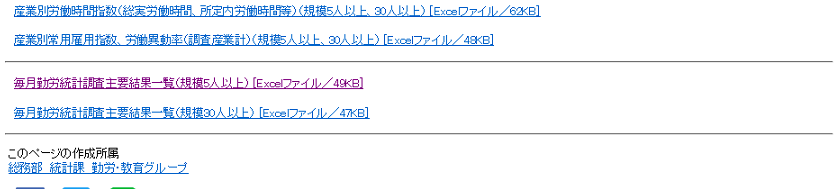 産業別労働時間指数(総実労働時間、所定内労働時間等)(規模5人以上、30人以上) [Excelファイル／62KB]
産業別常用雇用指数、労働異動率(調査産業計)(規模5人以上、30人以上) [Excelファイル／48KB]
毎月勤労統計調査主要結果一覧(規模5人以上) [Excelファイル／49KB]
毎月勤労統計調査主要結果一覧(規模30人以上) [Excelファイル／47KB]
このページの作成所属
総務部 統計課 勤労・教育グループ